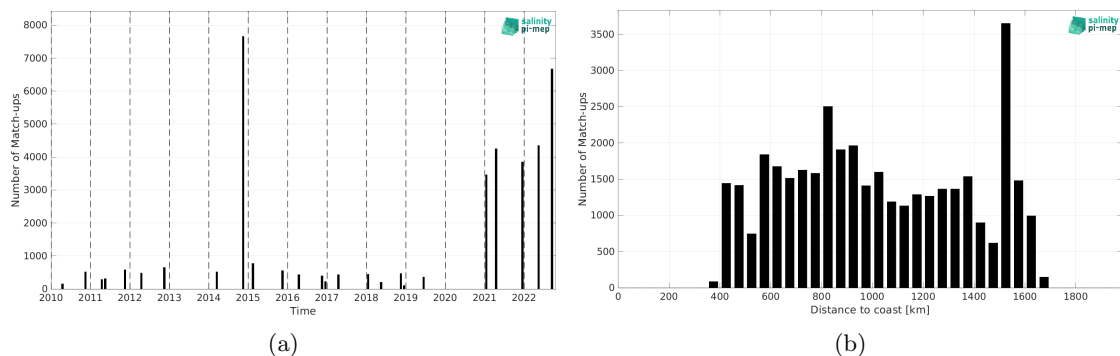 salinity
pi-mep
Number of Match-ups
8000
7000
6000
5000
4000
3000
2000
1000
0
2010 2011 2012 2013 2014 2015 2016 2017 2018 2019 2020 2021 2022
Time
(a)
salinity
pi-mep
Number of Match-ups
3500
3000
2500
2000
1500
1000
500
0
0 200 400 600 800 1000 1200 1400 1600 1800
Distance to coast [km]
(b)